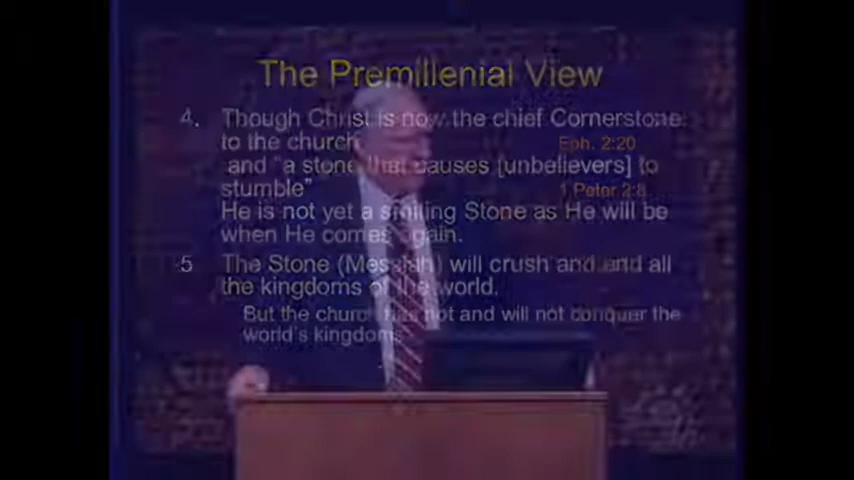 The Premillenial View
4. Though Christ is now the chief Cornerstone
to the church Eph. 2:20
and "a stone that causes [unbelievers] to
stumble" 1 Peter 2:8
He is not yet a smiting Stone as He will be
when He comes again.
5 The Stone (Messiah) will crush and end all
the kingdoms of the world.
But the church has not and will not conquer the
world's kingdoms